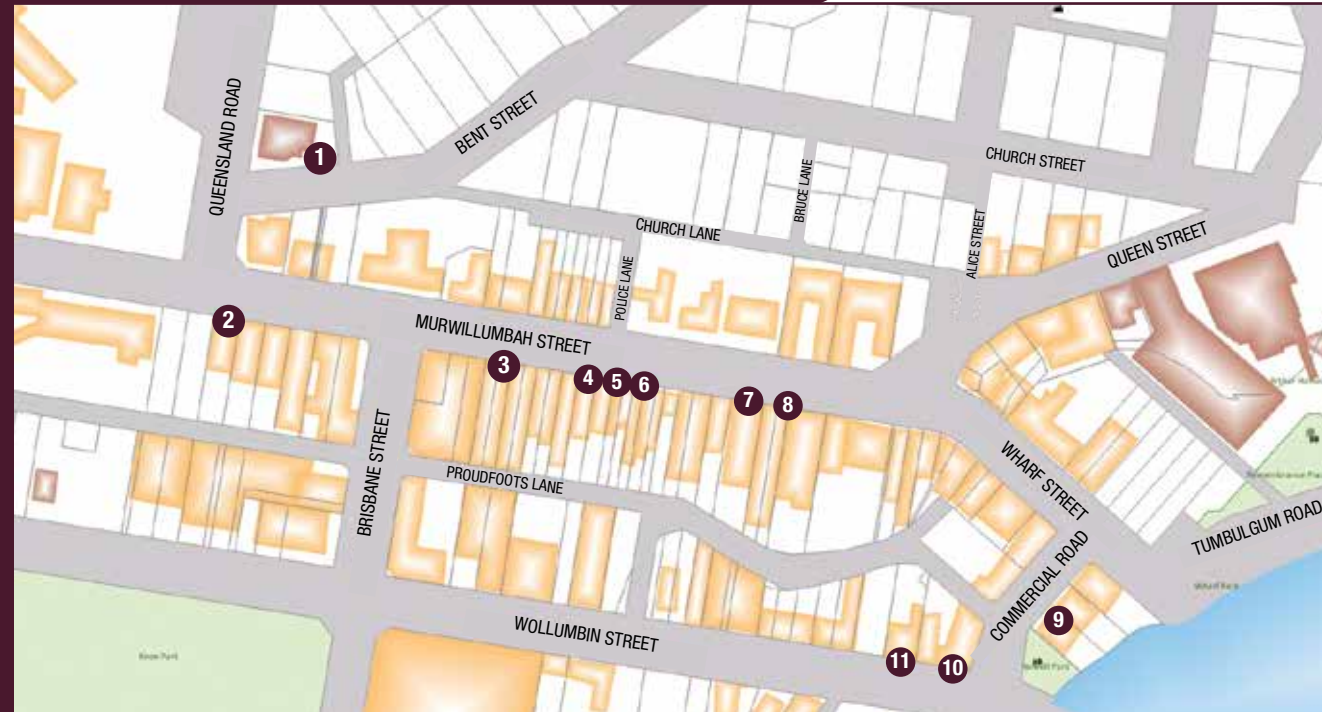 QUEENSLAND ROAD
BENT STREET
1
CHURCH STREET
BRUCE LANE
CHURCH LANE
ALICE STREET
QUEEN STREET
POLICE LANE
2
MURWILLUMBAH STREET
3
4
5
6
7
8
BRISBANE STREET
PROUDFOOTS LANE
WHARF STREET
TUMBULGUM ROAD
COMMERCIAL ROAD
9
WOLLUMBIN STREET
11
10
Knox Park